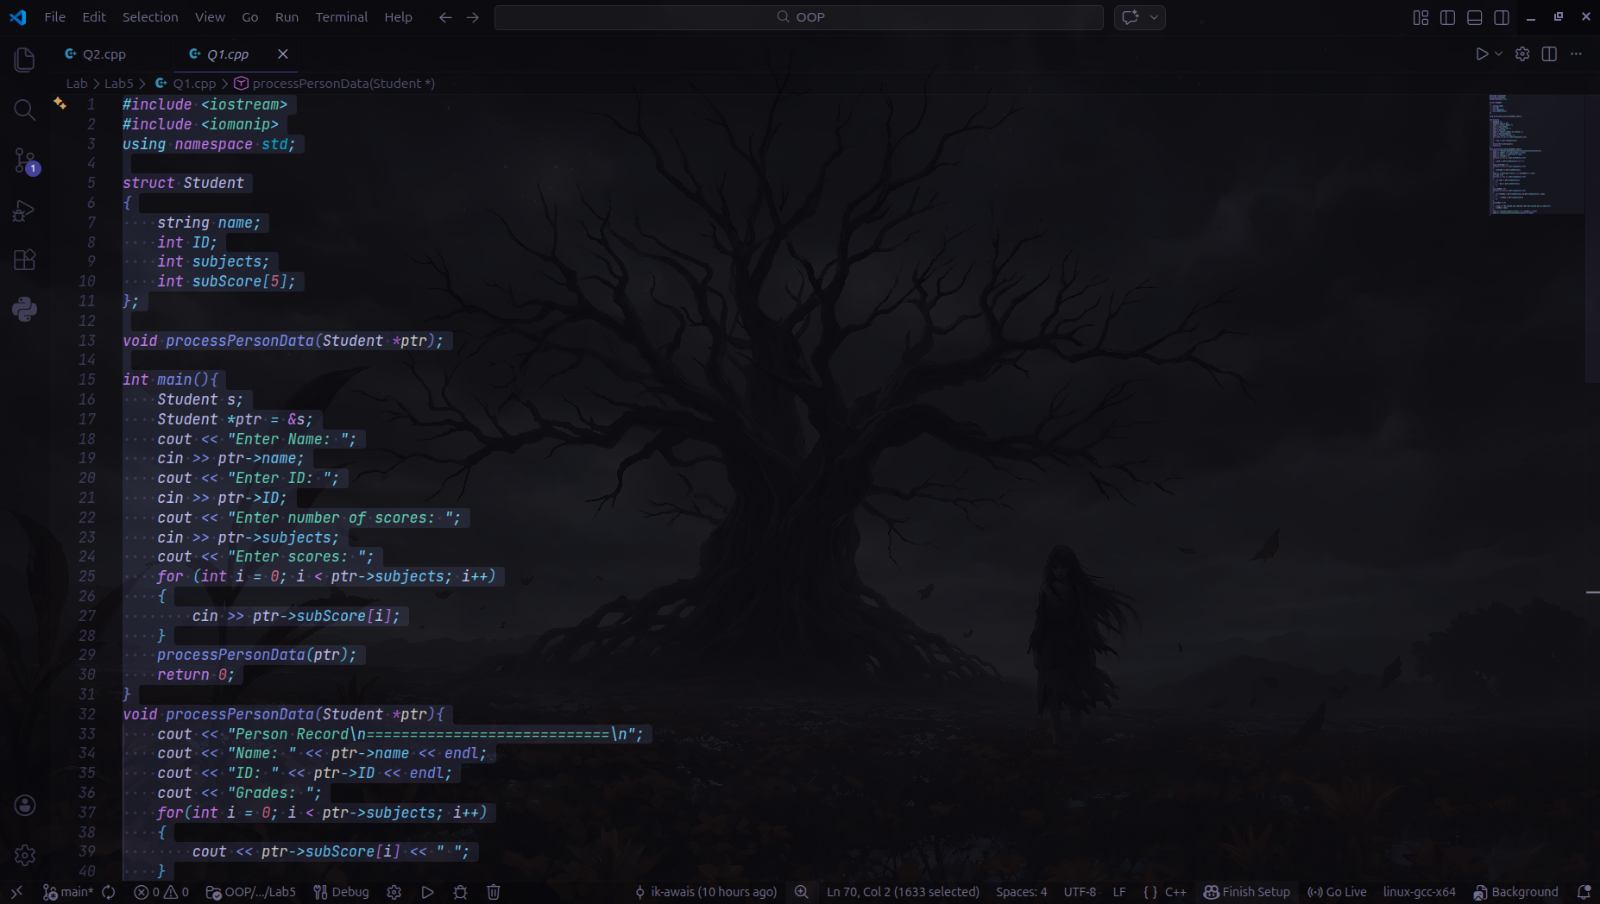 File Edit Selection View Go Run Terminal Help
OOP
Q2.cpp
Q1.cpp
Lab > Lab5 > Q1.cpp > processPersonData(Student *)
1 #include <iostream>
2 #include <iomanip>
3 using namespace std;
4
5 struct Student
6 {
7 string name;
8 int ID;
9 int subjects;
10 int subScore[5];
11 };
12
13 void processPersonData(Student *ptr);
14
15 int main(){
16 Student s;
17 Student *ptr = &s;
18 cout << "Enter Name: ";
19 cin >> ptr->name;
20 cout << "Enter ID: ";
21 cin >> ptr->ID;
22 cout << "Enter number of scores: ";
23 cin >> ptr->subjects;
24 cout << "Enter scores: ";
25 for (int i = 0; i < ptr->subjects; i++)
26 {
27 cin >> ptr->subScore[i];
28 }
29 processPersonData(ptr);
30 return 0;
31 }
32 void processPersonData(Student *ptr){
33 cout << "Person Record\n============================\n";
34 cout << "Name: " << ptr->name << endl;
35 cout << "ID: " << ptr->ID << endl;
36 cout << "Grades: ";
37 for(int i = 0; i < ptr->subjects; i++)
38 {
39 cout << ptr->subScore[i] << " ";
40 }
1
main* 0 0 OOP/.../Lab5 Debug ik-awais (10 hours ago) Ln 70, Col 2 (1633 selected) Spaces: 4 UTF-8 LF { } C++ Finish Setup Go Live linux-gcc-x64 Background